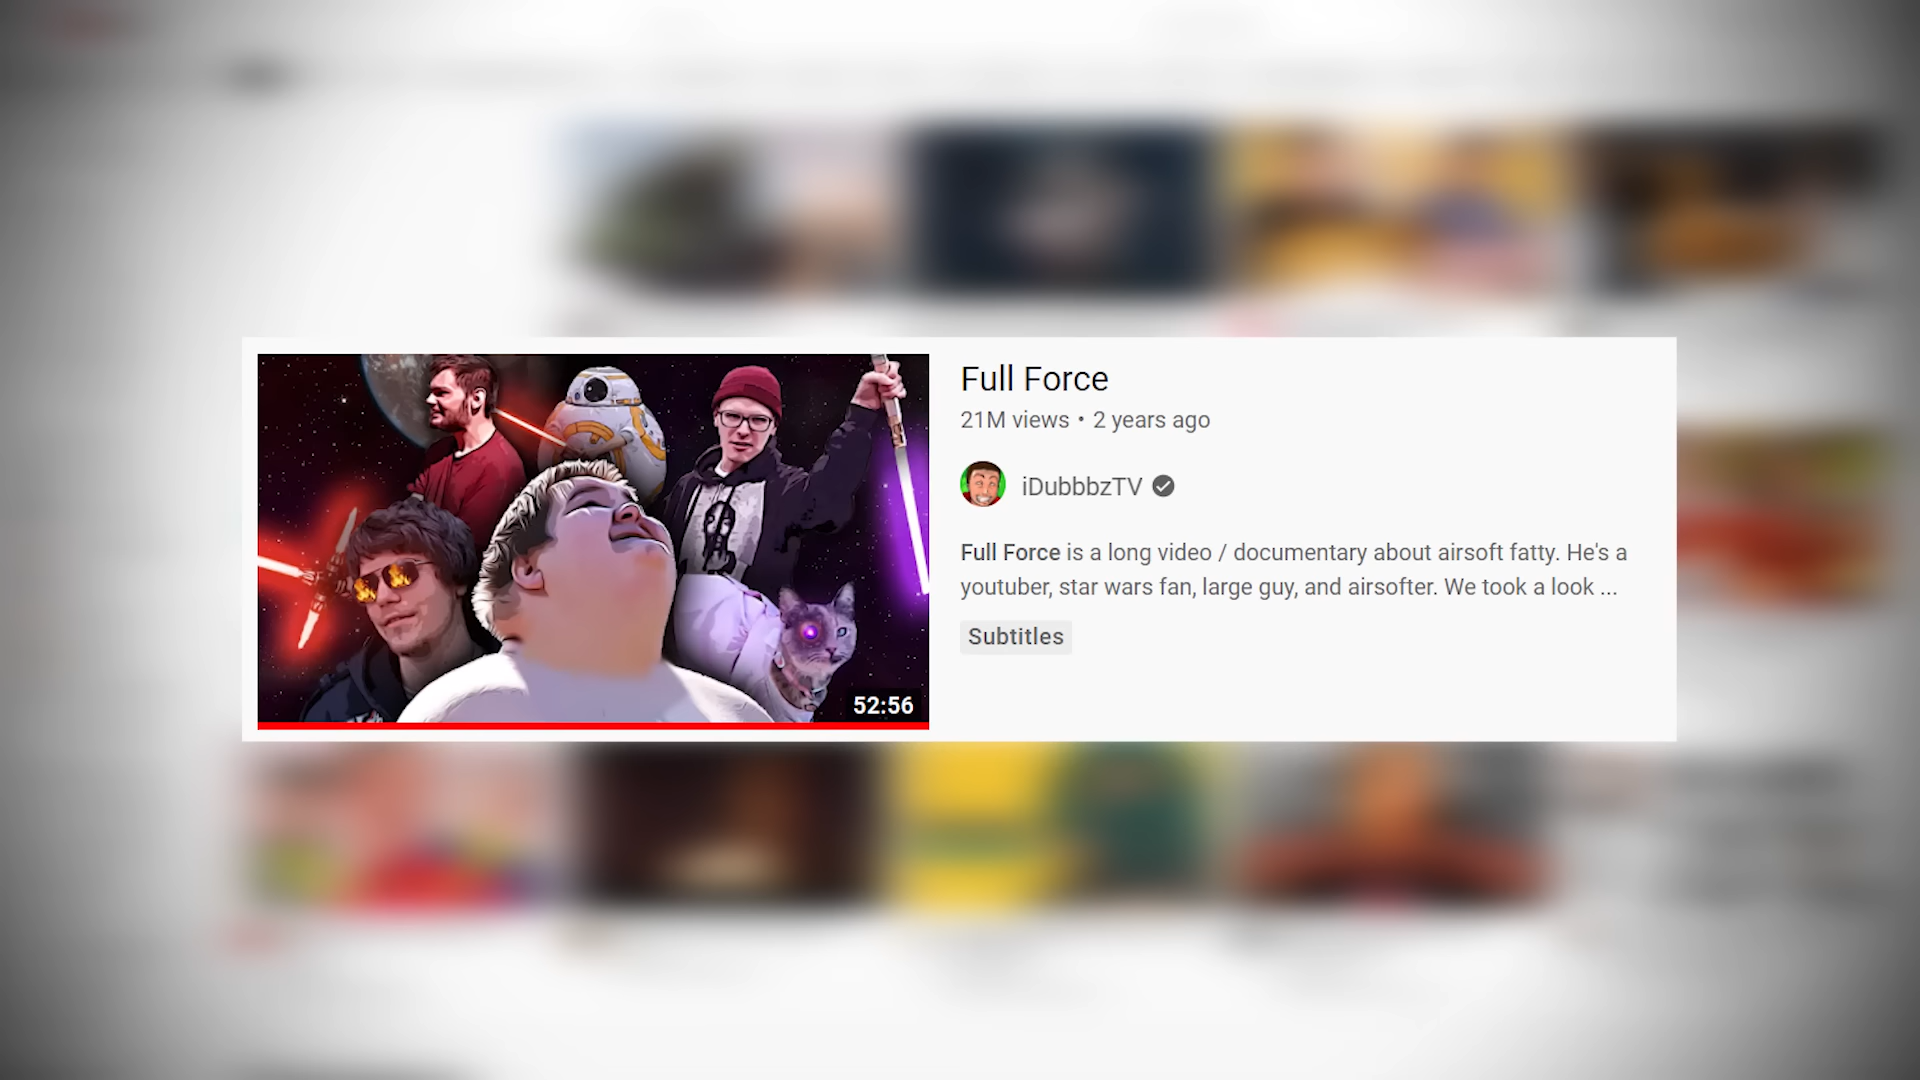 Full Force
21M views • 2 years ago
iDubbbzTV
Full Force is a long video / documentary about airsoft fatty. He's a
youtuber, star wars fan, large guy, and airsofter. We took a look ...
Subtitles
52:56